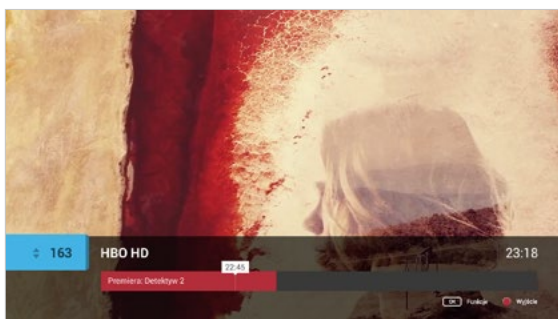 163 HBO HD 23:18
22:45
Premiera: Detektyw 2
OK Funkcje Wyjście